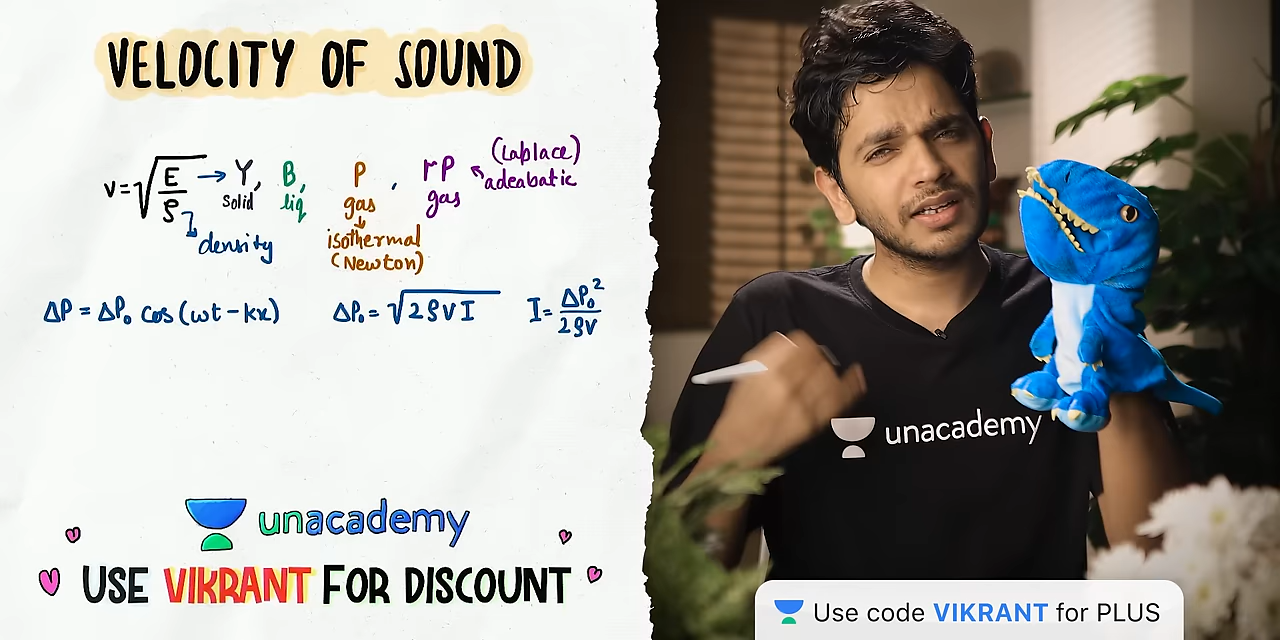 VELOCITY OF SOUND
v = √(E/ρ) → Y, B, P, rP (Laplace)
Solid liq gas gas adeabatic
density isothermal
(Newton)
ΔP = ΔP₀ cos (ωt - kx) ΔP₀ = √(2ρVI) I = ΔP₀²/2ρv
unacademy
USE VIKRANT FOR DISCOUNT
unacademy
Use code VIKRANT for PLUS